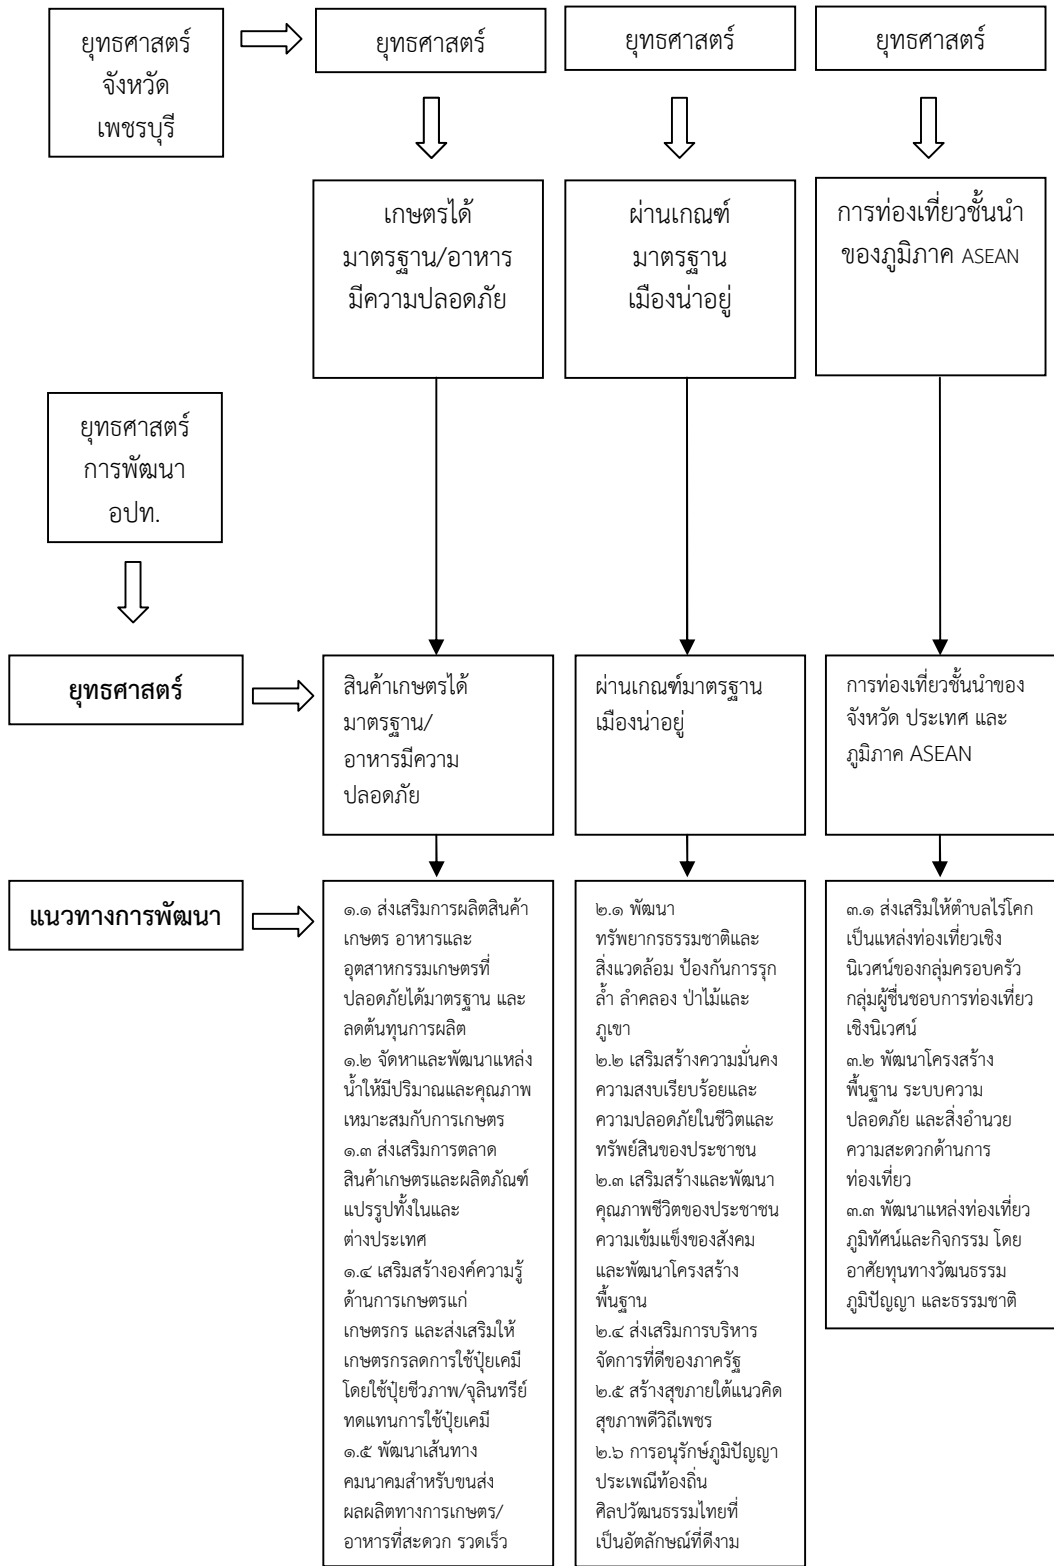 ยุทธศาสตร์
จังหวัด
เพชรบุรี
ยุทธศาสตร์
ยุทธศาสตร์
ยุทธศาสตร์
เกษตรได้
มาตรฐาน/อาหาร
มีความปลอดภัย
ผ่านเกณฑ์
มาตรฐาน
เมืองน่าอยู่
การท่องเที่ยวชั้นนำ
ของภูมิภาค ASEAN
ยุทธศาสตร์
การพัฒนา
อปท.
ยุทธศาสตร์
สินค้าเกษตรได้
มาตรฐาน/
อาหารมีความ
ปลอดภัย
ผ่านเกณฑ์มาตรฐาน
เมืองน่าอยู่
การท่องเที่ยวชั้นนำของ
จังหวัด ประเทศ และ
ภูมิภาค ASEAN
แนวทางการพัฒนา
๑.๑ ส่งเสริมการผลิตสินค้า
เกษตร อาหารและ
อุตสาหกรรมเกษตรที่
ปลอดภัยได้มาตรฐาน และ
ลดต้นทุนการผลิต
๑.๒ จัดหาและพัฒนาแหล่ง
น้ำให้มีปริมาณและคุณภาพ
เหมาะสมกับการเกษตร
๑.๓ ส่งเสริมการตลาด
สินค้าเกษตรและผลิตภัณฑ์
แปรรูปทั้งในและ
ต่างประเทศ
๑.๔ เสริมสร้างองค์ความรู้
ด้านการเกษตรแก่
เกษตรกร และส่งเสริมให้
เกษตรกรลดการใช้ปุ๋ยเคมี
โดยใช้ปุ๋ยชีวภาพ/จุลินทรีย์
ทดแทนการใช้ปุ๋ยเคมี
๑.๕ พัฒนาเส้นทาง
คมนาคมสำหรับขนส่ง
ผลผลิตทางการเกษตร/
อาหารที่สะดวก รวดเร็ว
๒.๑ พัฒนา
ทรัพยากรธรรมชาติและ
สิ่งแวดล้อม ป้องกันการรุก
ล้ำ ลำคลอง ป่าไม้และ
ภูเขา
๒.๒ เสริมสร้างความมั่นคง
ความสงบเรียบร้อยและ
ความปลอดภัยในชีวิตและ
ทรัพย์สินของประชาชน
๒.๓ เสริมสร้างและพัฒนา
คุณภาพชีวิตของประชาชน
ความเข้มแข็งของสังคม
และพัฒนาโครงสร้าง
พื้นฐาน
๒.๔ ส่งเสริมการบริหาร
จัดการที่ดีของภาครัฐ
๒.๕ สร้างสุขภายใต้แนวคิด
สุขภาพดีวิถีเพชร
๒.๖ การอนุรักษ์ภูมิปัญญา
ประเพณีท้องถิ่น
ศิลปวัฒนธรรมไทยที่
เป็นอัตลักษณ์ที่ดีงาม
๓.๑ ส่งเสริมให้ตำบลไร่โคก
เป็นแหล่งท่องเที่ยวเชิง
นิเวศน์ของกลุ่มครอบครัว
กลุ่มผู้ชื่นชอบการท่องเที่ยว
เชิงนิเวศน์
๓.๒ พัฒนาโครงสร้าง
พื้นฐาน ระบบความ
ปลอดภัย และสิ่งอำนวย
ความสะดวกด้านการ
ท่องเที่ยว
๓.๓ พัฒนาแหล่งท่องเที่ยว
ภูมิทัศน์และกิจกรรม โดย
อาศัยทุนทางวัฒนธรรม
ภูมิปัญญา และธรรมชาติ